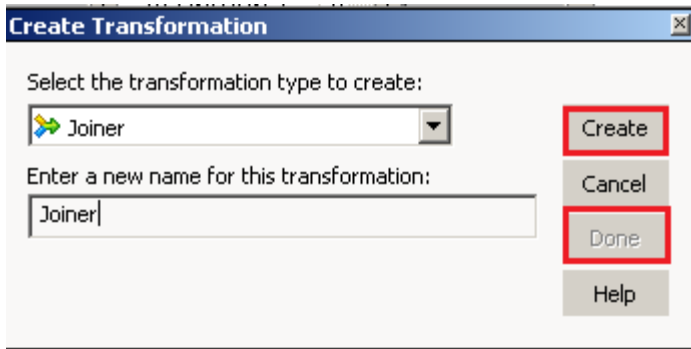 Create Transformation
Select the transformation type to create:
Joiner
Create
Enter a new name for this transformation:
Cancel
Joiner
Done
Help